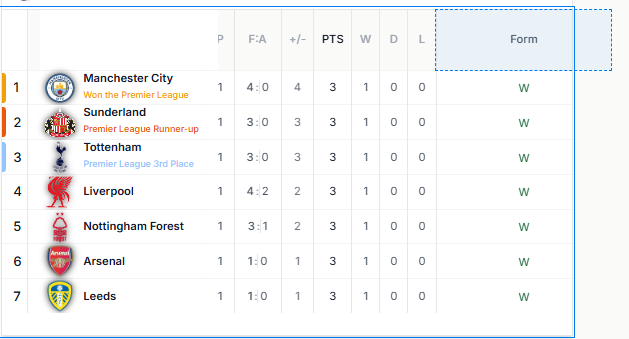 P F:A +/- PTS W D L Form
1 Manchester City 1 4:0 4 3 1 0 0 W
Won the Premier League
2 Sunderland 1 3:0 3 3 1 0 0 W
Premier League Runner-up
3 Tottenham 1 3:0 3 3 1 0 0 W
Premier League 3rd Place
4 Liverpool 1 4:2 2 3 1 0 0 W
5 Nottingham Forest 1 3:1 2 3 1 0 0 W
6 Arsenal 1 1:0 1 3 1 0 0 W
7 Leeds 1 1:0 1 3 1 0 0 W